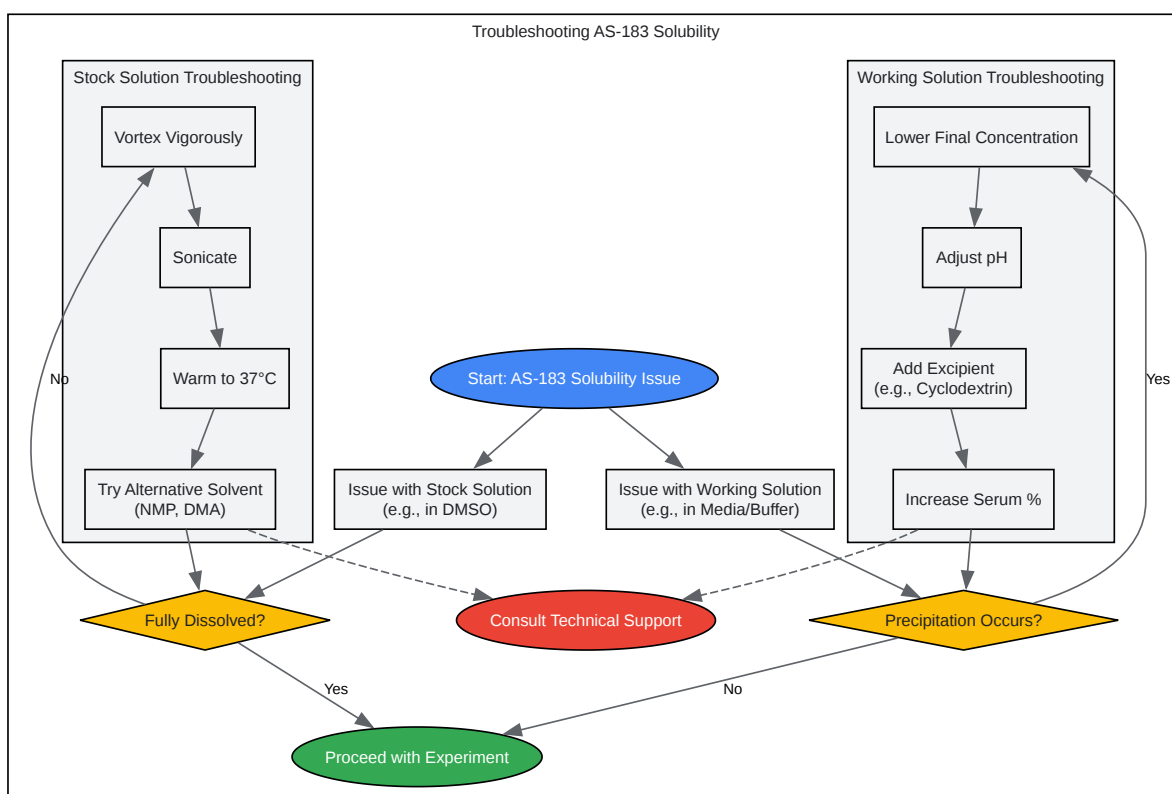 Troubleshooting AS-183 Solubility
Stock Solution Troubleshooting
Working Solution Troubleshooting
Vortex Vigorously
Lower Final Concentration
Sonicate
Adjust pH
Warm to 37°C
Start: AS-183 Solubility Issue
Add Excipient
(e.g., Cyclodextrin)
No
Yes
Try Alternative Solvent
(NMP, DMA)
Issue with Stock Solution
(e.g., in DMSO)
Issue with Working Solution
(e.g., in Media/Buffer)
Increase Serum %
Fully Dissolved?
Consult Technical Support
Precipitation Occurs?
Yes
No
Proceed with Experiment